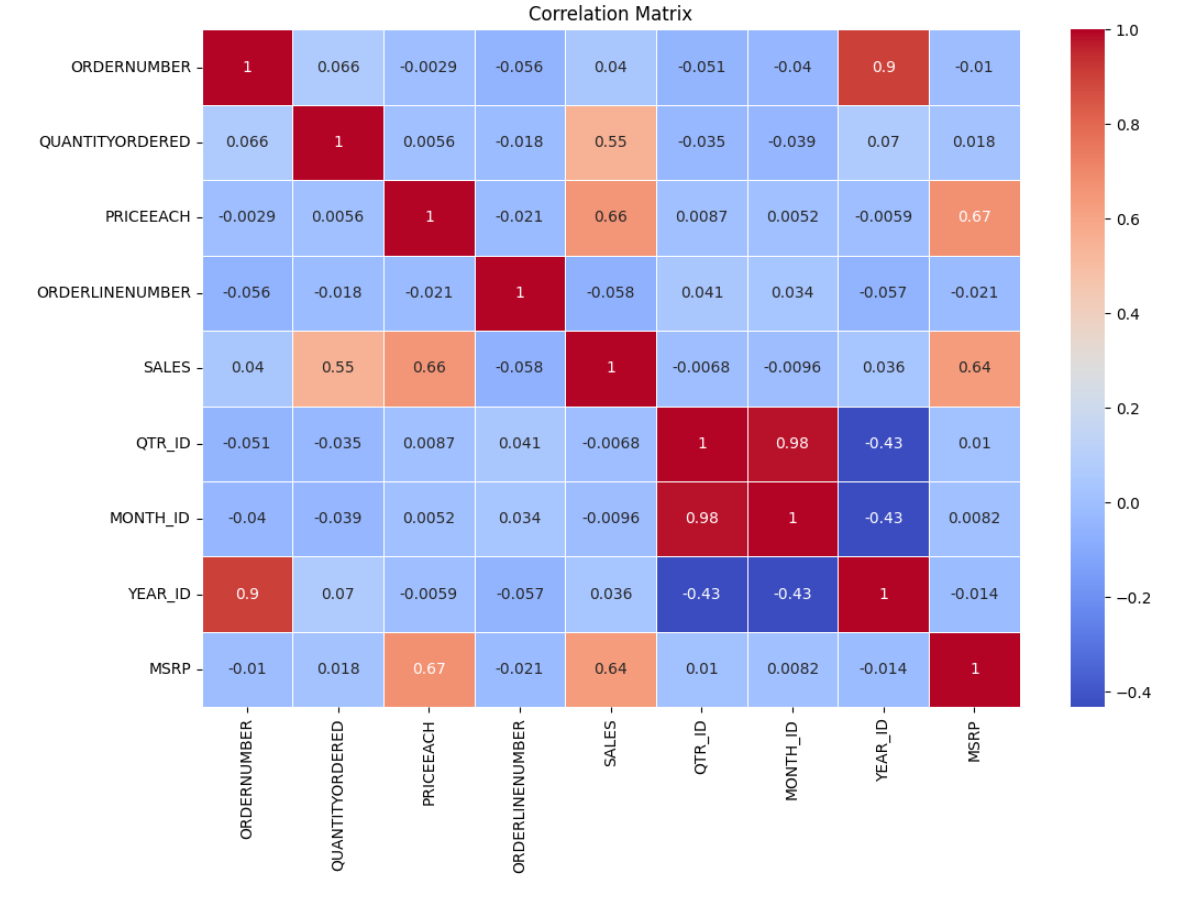 Correlation Matrix
ORDERNUMBER 1 0.066 -0.0029 -0.056 0.04 -0.051 -0.04 0.9 -0.01
QUANTITYORDERED 0.066 1 0.0056 -0.018 0.55 -0.035 -0.039 0.07 0.018
PRICEEACH -0.0029 0.0056 1 -0.021 0.66 0.0087 0.0052 -0.0059 0.67
ORDERLINENUMBER -0.056 -0.018 -0.021 1 -0.058 0.041 0.034 -0.057 -0.021
SALES 0.04 0.55 0.66 -0.058 1 -0.0068 -0.0096 0.036 0.64
QTR_ID -0.051 -0.035 0.0087 0.041 -0.0068 1 0.98 -0.43 0.01
MONTH_ID -0.04 -0.039 0.0052 0.034 -0.0096 0.98 1 -0.43 0.0082
YEAR_ID 0.9 0.07 -0.0059 -0.057 0.036 -0.43 -0.43 1 -0.014
MSRP -0.01 0.018 0.67 -0.021 0.64 0.01 0.0082 -0.014 1
ORDERNUMBER
QUANTITYORDERED
PRICEEACH
ORDERLINENUMBER
SALES
QTR_ID
MONTH_ID
YEAR_ID
MSRP
1.0
0.8
0.6
0.4
0.2
0.0
−0.2
−0.4